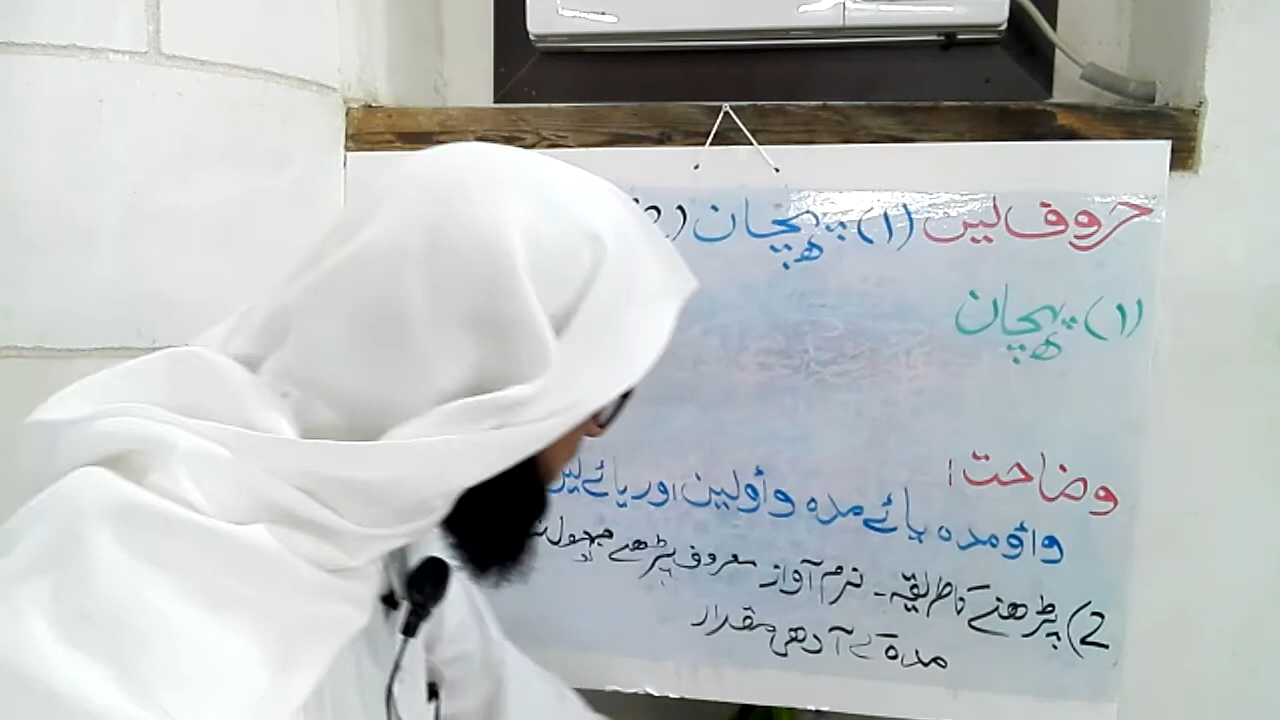 حروف لین (۱) پہچان
(۱) پہچان
وضاحت:
واؤ مدہ یائے مدہ واؤ لین اور یائے لین
2) پڑھنے کا طریقہ - نرم آواز معروف پڑھے مجہول
مدہ کے آدھی مقدار